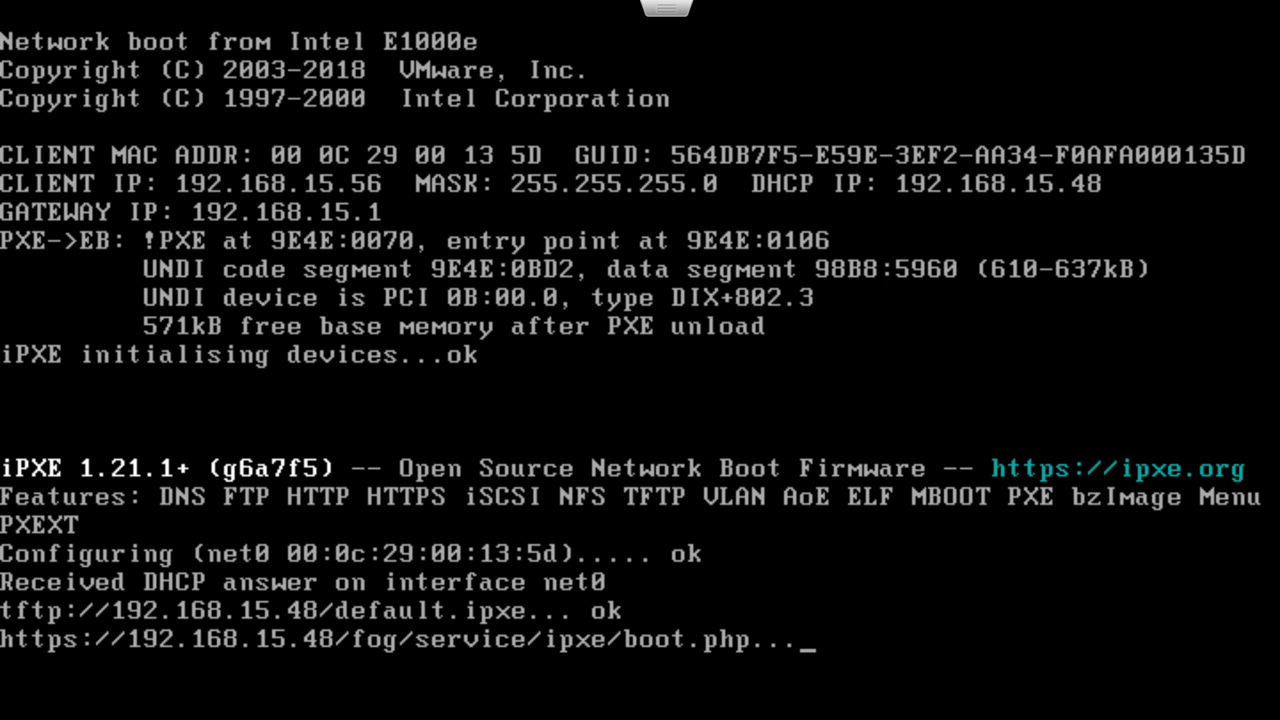 Network boot from Intel E1000e
Copyright (C) 2003-2018  VMware, Inc.
Copyright (C) 1997-2000  Intel Corporation
CLIENT MAC ADDR: 00 0C 29 00 13 5D  GUID: 564DB7F5-E59E-3EF2-AA34-F0AFA000135D
CLIENT IP: 192.168.15.56  MASK: 255.255.255.0  DHCP IP: 192.168.15.48
GATEWAY IP: 192.168.15.1
PXE->EB: !PXE at 9E4E:0070, entry point at 9E4E:0106
UNDI code segment 9E4E:0BD2, data segment 98B8:5960 (610-637kB)
UNDI device is PCI 0B:00.0, type DIX+802.3
571kB free base memory after PXE unload
iPXE initialising devices...ok
iPXE 1.21.1+ (g6a7f5) -- Open Source Network Boot Firmware -- https://ipxe.org
Features: DNS FTP HTTP HTTPS iSCSI NFS TFTP VLAN AoE ELF MBOOT PXE bzImage Menu
PXEXT
Configuring (net0 00:0c:29:00:13:5d)..... ok
Received DHCP answer on interface net0
tftp://192.168.15.48/default.ipxe... ok
https://192.168.15.48/fog/service/ipxe/boot.php..._